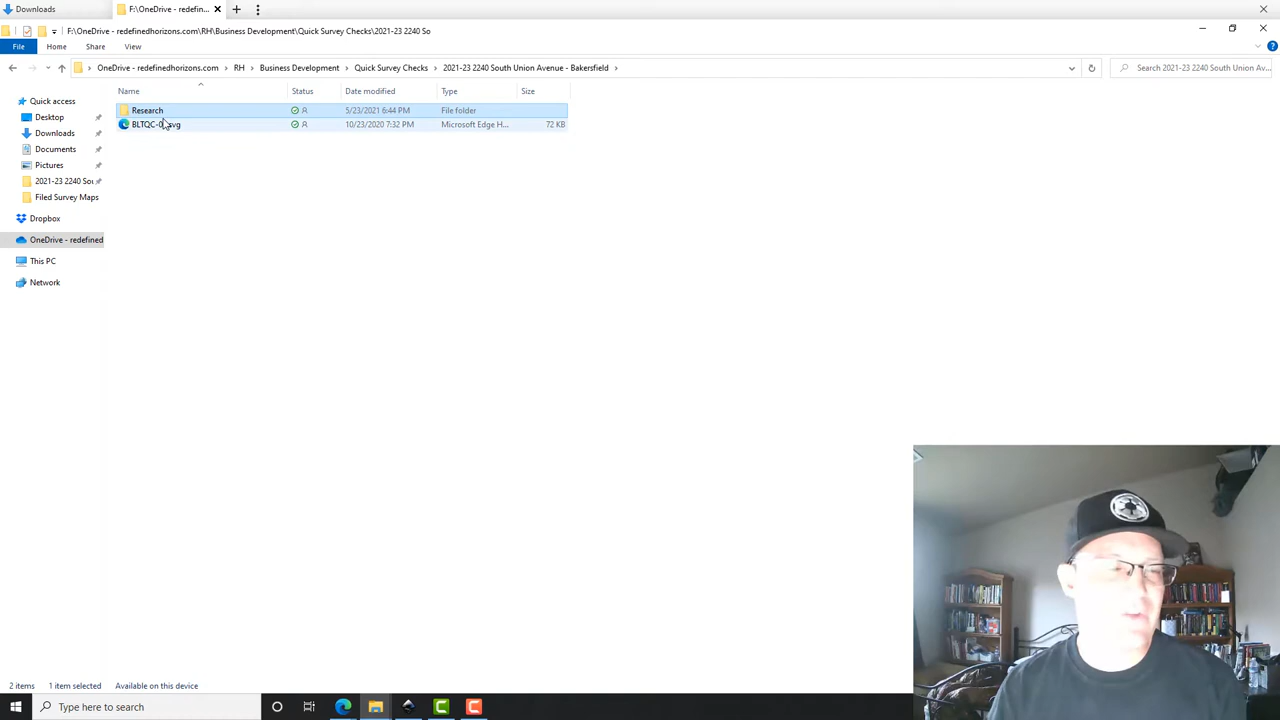 Downloads
F:\OneDrive - redefin...
F:\OneDrive - redefinedhorizons.com\RH\Business Development\Quick Survey Checks\2021-23 2240 So
File Home Share View
OneDrive - redefinedhorizons.com RH Business Development Quick Survey Checks 2021-23 2240 South Union Avenue - Bakersfield
Search 2021-23 2240 South Union Av...
Name Status Date modified Type Size
Research 5/23/2021 6:44 PM File folder
10/23/2020 7:32 PM Microsoft Edge H... 72 KB
Quick access
Desktop
Downloads
Documents
Pictures
2021-23 2240 Sou
Filed Survey Maps
Dropbox
OneDrive - redefined
This PC
Network
2 items 1 item selected Available on this device
Type here to search